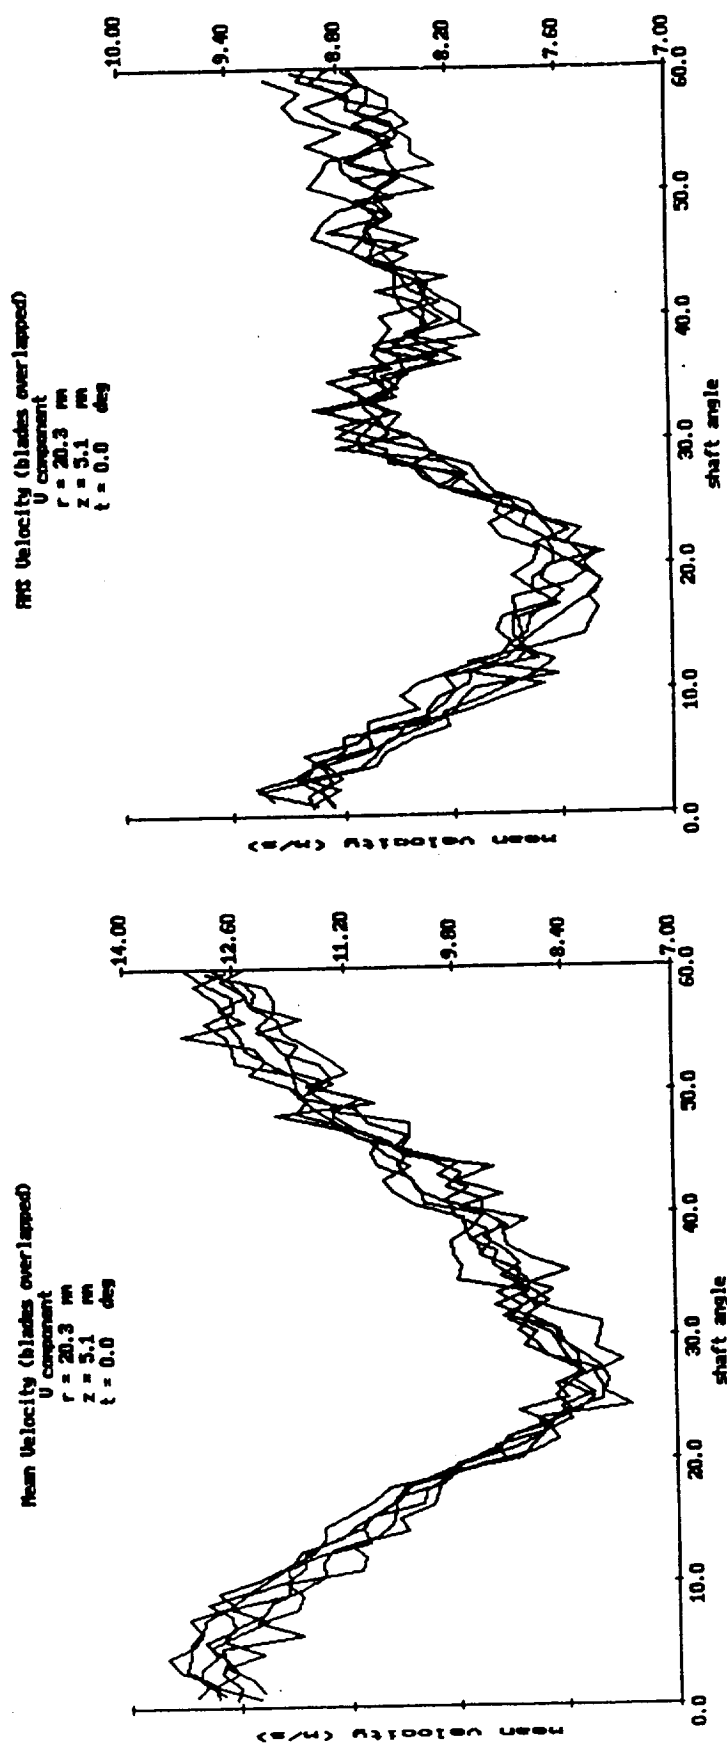 Mean Velocity (blades overlapped)
U component
r = 20.3 mm
z = 5.1 mm
t = 0.0 deg
mean velocity (m/s)
14.00
12.60
11.20
9.80
8.40
7.00
0.0
10.0
20.0
30.0
40.0
50.0
60.0
shaft angle
RMS Velocity (blades overlapped)
U component
r = 20.3 mm
z = 5.1 mm
t = 0.0 deg
mean velocity (m/s)
10.00
9.40
8.80
8.20
7.60
7.00
0.0
10.0
20.0
30.0
40.0
50.0
60.0
shaft angle